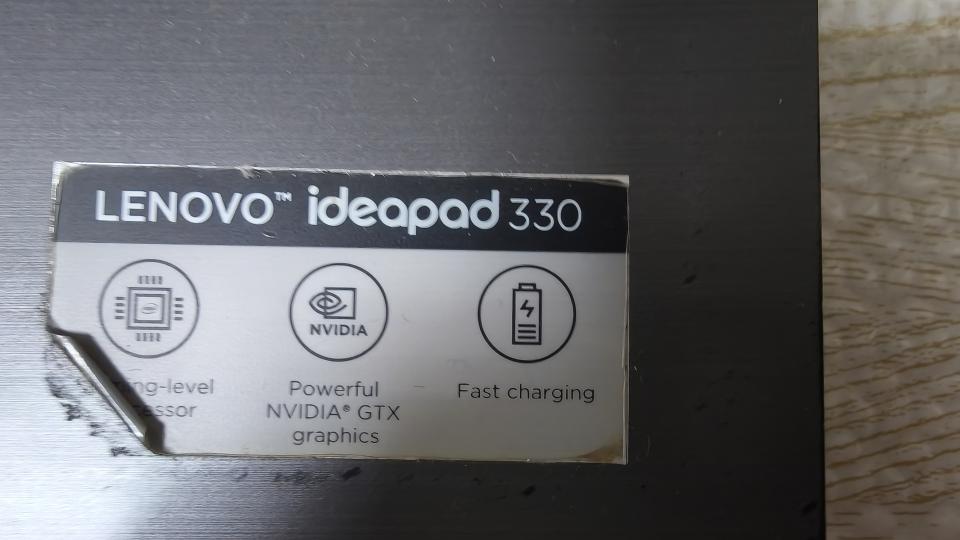 LENOVO™ ideapad 330
NVIDIA
Powerful
NVIDIA® GTX
graphics
Fast charging